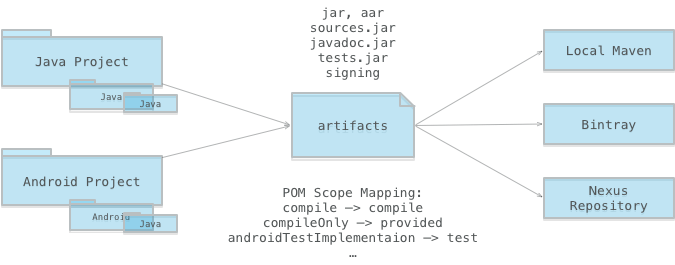 jar, aar
sources.jar
javadoc.jar
tests.jar
signing
Java Project
Java
Java
Android Project
Android
Java
artifacts
Local Maven
Bintray
Nexus
Repository
POM Scope Mapping:
compile —> compile
compileOnly —> provided
androidTestImplementaion —> test
…